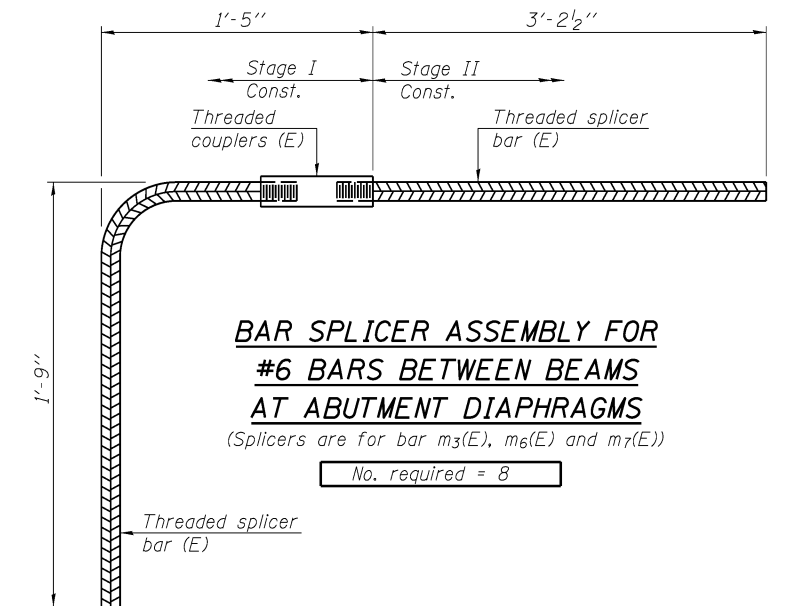 1'-5"
3'-2½"
Stage I
Const.
Stage II
Const.
Threaded
couplers (E)
Threaded splicer
bar (E)
1'-9"
BAR SPLICER ASSEMBLY FOR
#6 BARS BETWEEN BEAMS
AT ABUTMENT DIAPHRAGMS
(Splicers are for bar m3(E), m6(E) and m7(E))
No. required = 8
Threaded splicer
bar (E)